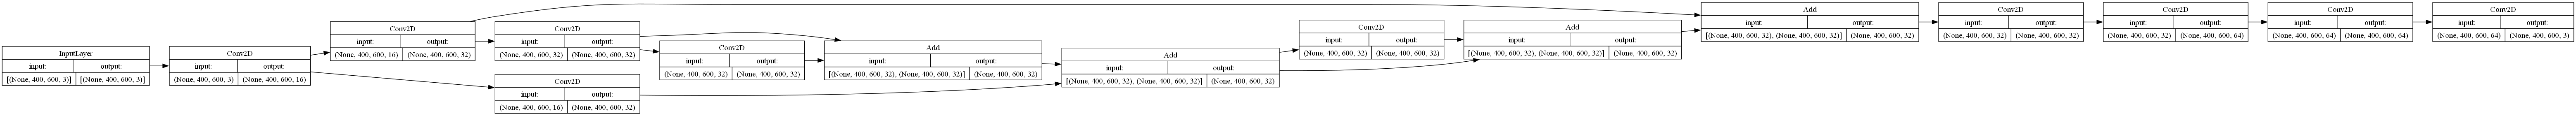 InputLayer
input: output:
[(None, 400, 600, 3)] [(None, 400, 600, 3)]
Conv2D
input: output:
(None, 400, 600, 3) (None, 400, 600, 16)
Conv2D
input: output:
(None, 400, 600, 16) (None, 400, 600, 32)
Conv2D
input: output:
(None, 400, 600, 32) (None, 400, 600, 32)
Conv2D
input: output:
(None, 400, 600, 16) (None, 400, 600, 32)
Conv2D
input: output:
(None, 400, 600, 32) (None, 400, 600, 32)
Add
input: output:
[(None, 400, 600, 32), (None, 400, 600, 32)] (None, 400, 600, 32)
Add
input: output:
[(None, 400, 600, 32), (None, 400, 600, 32)] (None, 400, 600, 32)
Conv2D
input: output:
(None, 400, 600, 32) (None, 400, 600, 32)
Add
input: output:
[(None, 400, 600, 32), (None, 400, 600, 32)] (None, 400, 600, 32)
Add
input: output:
[(None, 400, 600, 32), (None, 400, 600, 32)] (None, 400, 600, 32)
Conv2D
input: output:
(None, 400, 600, 32) (None, 400, 600, 32)
Conv2D
input: output:
(None, 400, 600, 32) (None, 400, 600, 64)
Conv2D
input: output:
(None, 400, 600, 64) (None, 400, 600, 64)
Conv2D
input: output:
(None, 400, 600, 64) (None, 400, 600, 3)